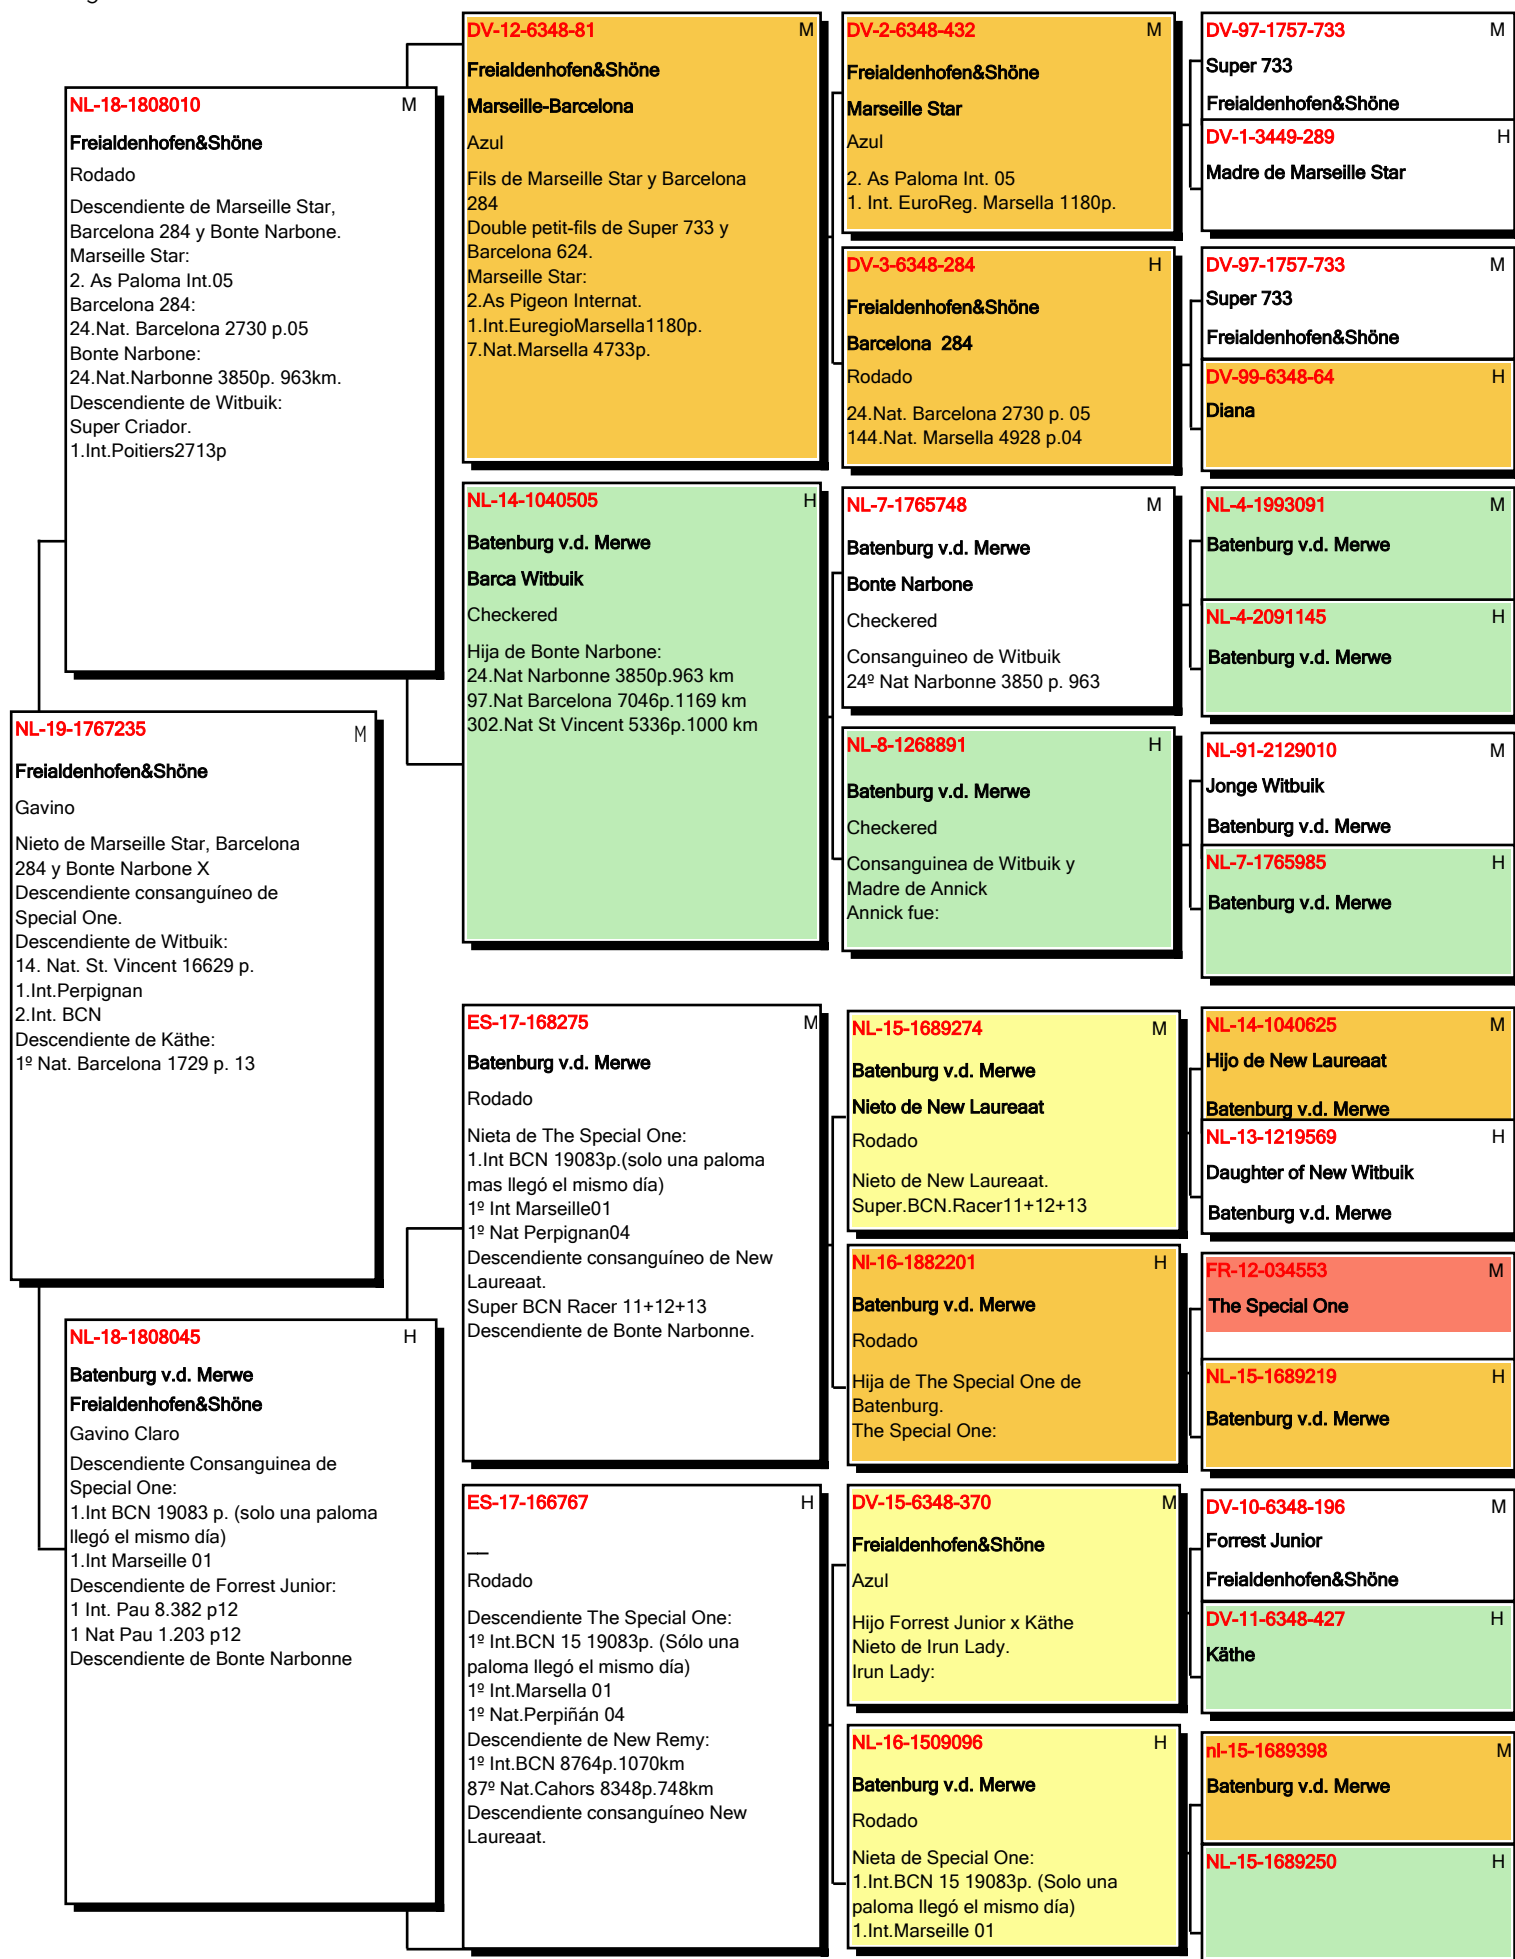 NL-19-1767235 M
Freialdenhofen&Shöne
Gavino
Nieto de Marseille Star, Barcelona
284 y Bonte Narbone X
Descendiente consanguíneo de
Special One.
Descendiente de Witbuik:
14. Nat. St. Vincent 16629 p.
1.Int.Perpignan
2.Int. BCN
Descendiente de Käthe:
1º Nat. Barcelona 1729 p. 13
NL-18-1808010 M
Freialdenhofen&Shöne
Rodado
Descendiente de Marseille Star,
Barcelona 284 y Bonte Narbone.
Marseille Star:
2. As Paloma Int.05
Barcelona 284:
24.Nat. Barcelona 2730 p.05
Bonte Narbone:
24.Nat.Narbonne 3850p. 963km.
Descendiente de Witbuik:
Super Criador.
1.Int.Poitiers2713p
NL-18-1808045 H
Batenburg v.d. Merwe
Freialdenhofen&Shöne
Gavino Claro
Descendiente Consanguinea de
Special One:
1.Int BCN 19083 p. (solo una paloma
llegó el mismo día)
1.Int Marseille 01
Descendiente de Forrest Junior:
1 Int. Pau 8.382 p12
1 Nat Pau 1.203 p12
Descendiente de Bonte Narbonne
DV-12-6348-81 M
Freialdenhofen&Shöne
Marseille-Barcelona
Azul
Fils de Marseille Star y Barcelona
284
Double petit-fils de Super 733 y
Barcelona 624.
Marseille Star:
2.As Pigeon Internat.
1.Int.EuregioMarsella1180p.
7.Nat.Marsella 4733p.
NL-14-1040505 H
Batenburg v.d. Merwe
Barca Witbuik
Checkered
Hija de Bonte Narbone:
24.Nat Narbonne 3850p.963 km
97.Nat Barcelona 7046p.1169 km
302.Nat St Vincent 5336p.1000 km
ES-17-168275 M
Batenburg v.d. Merwe
Rodado
Nieta de The Special One:
1.Int BCN 19083p.(solo una paloma
mas llegó el mismo día)
1º Int Marseille01
1º Nat Perpignan04
Descendiente consanguíneo de New
Laureaat.
Super BCN Racer 11+12+13
Descendiente de Bonte Narbonne.
ES-17-166767 H
__
Rodado
Descendiente The Special One:
1º Int.BCN 15 19083p. (Sólo una
paloma llegó el mismo día)
1º Int.Marsella 01
1º Nat.Perpiñán 04
Descendiente de New Remy:
1º Int.BCN 8764p.1070km
87º Nat.Cahors 8348p.748km
Descendiente consanguíneo New
Laureaat.
DV-2-6348-432 M
Freialdenhofen&Shöne
Marseille Star
Azul
2. As Paloma Int. 05
1. Int. EuroReg. Marsella 1180p.
DV-3-6348-284 H
Freialdenhofen&Shöne
Barcelona 284
Rodado
24.Nat. Barcelona 2730 p. 05
144.Nat. Marsella 4928 p.04
NL-7-1765748 M
Batenburg v.d. Merwe
Bonte Narbone
Checkered
Consanguineo de Witbuik
24º Nat Narbonne 3850 p. 963
NL-8-1268891 H
Batenburg v.d. Merwe
Checkered
Consanguinea de Witbuik y
Madre de Annick
Annick fue:
NL-15-1689274 M
Batenburg v.d. Merwe
Nieto de New Laureaat
Rodado
Nieto de New Laureaat.
Super.BCN.Racer11+12+13
Nl-16-1882201 H
Batenburg v.d. Merwe
Rodado
Hija de The Special One de
Batenburg.
The Special One:
DV-15-6348-370 M
Freialdenhofen&Shöne
Azul
Hijo Forrest Junior x Käthe
Nieto de Irun Lady.
Irun Lady:
NL-16-1509096 H
Batenburg v.d. Merwe
Rodado
Nieta de Special One:
1.Int.BCN 15 19083p. (Solo una
paloma llegó el mismo día)
1.Int.Marseille 01
DV-97-1757-733 M
Super 733
Freialdenhofen&Shöne
DV-1-3449-289 H
Madre de Marseille Star
DV-97-1757-733 M
Super 733
Freialdenhofen&Shöne
DV-99-6348-64 H
Diana
NL-4-1993091 M
Batenburg v.d. Merwe
NL-4-2091145 H
Batenburg v.d. Merwe
NL-91-2129010 M
Jonge Witbuik
Batenburg v.d. Merwe
NL-7-1765985 H
Batenburg v.d. Merwe
NL-14-1040625 M
Hijo de New Laureaat
Batenburg v.d. Merwe
NL-13-1219569 H
Daughter of New Witbuik
Batenburg v.d. Merwe
FR-12-034553 M
The Special One
NL-15-1689219 H
Batenburg v.d. Merwe
DV-10-6348-196 M
Forrest Junior
Freialdenhofen&Shöne
DV-11-6348-427 H
Käthe
nl-15-1689398 M
Batenburg v.d. Merwe
NL-15-1689250 H